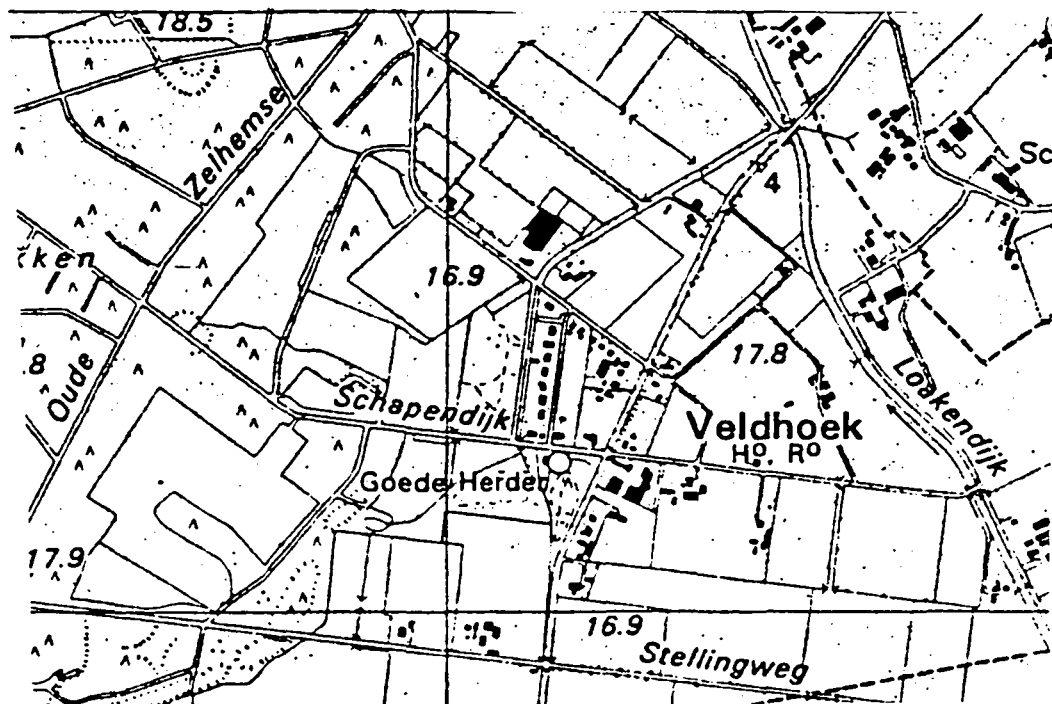 18.5
Zelhemse
Sc
4
kken
16.9
17.8
8
Oude
Schapendijk
Loakendijk
Veldhoek
Hº, Rº
Goede Herder
17.9
16.9
Stellingweg